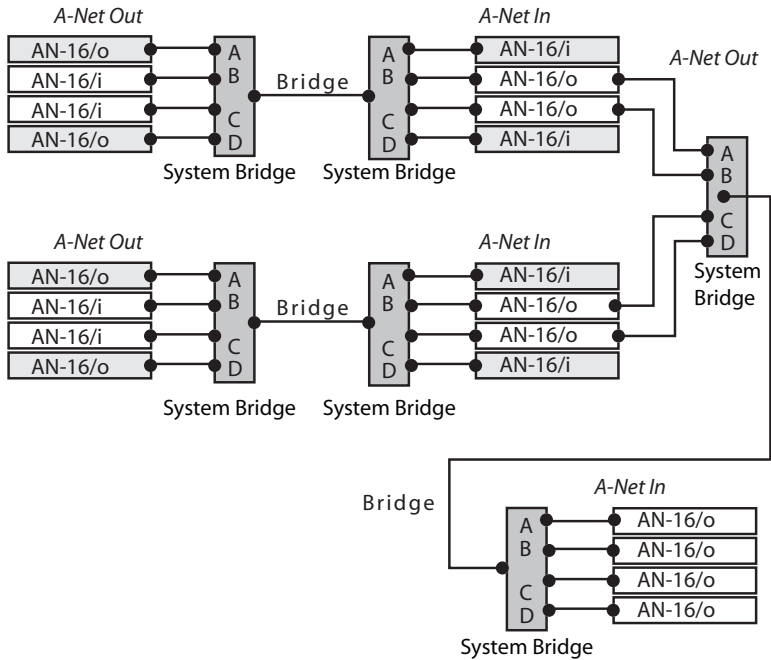 A-Net Out
AN-16/o
AN-16/i
AN-16/i
AN-16/o
A
B
C
D
System Bridge
Bridge
A
B
C
D
System Bridge
A-Net In
AN-16/i
AN-16/o
AN-16/o
AN-16/i
A-Net Out
A
B
C
D
System
Bridge
A-Net Out
AN-16/o
AN-16/i
AN-16/i
AN-16/o
A
B
C
D
System Bridge
Bridge
A
B
C
D
System Bridge
A-Net In
AN-16/i
AN-16/o
AN-16/o
AN-16/i
Bridge
A
B
C
D
System Bridge
A-Net In
AN-16/o
AN-16/o
AN-16/o
AN-16/o